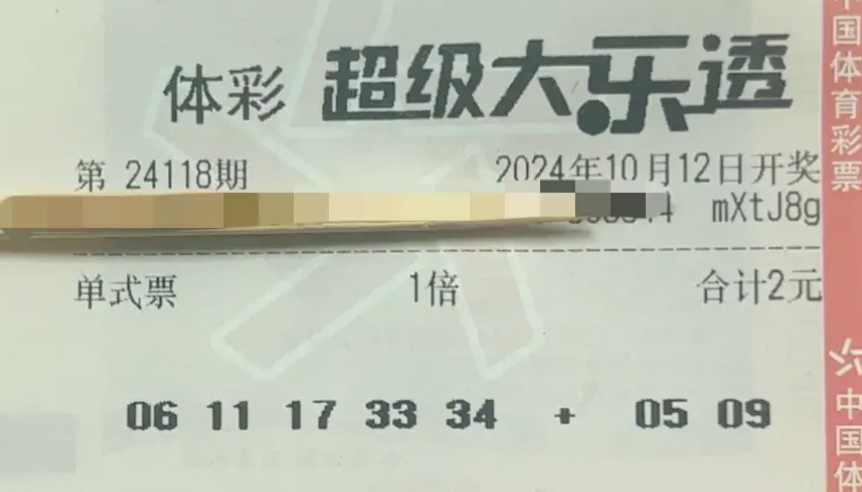 体彩 超级大乐透
第 24118期 2024年10月12日开奖
mXtJ8g
单式票 1倍 合计2元
06 11 17 33 34 + 05 09
中国体育彩票
中国体